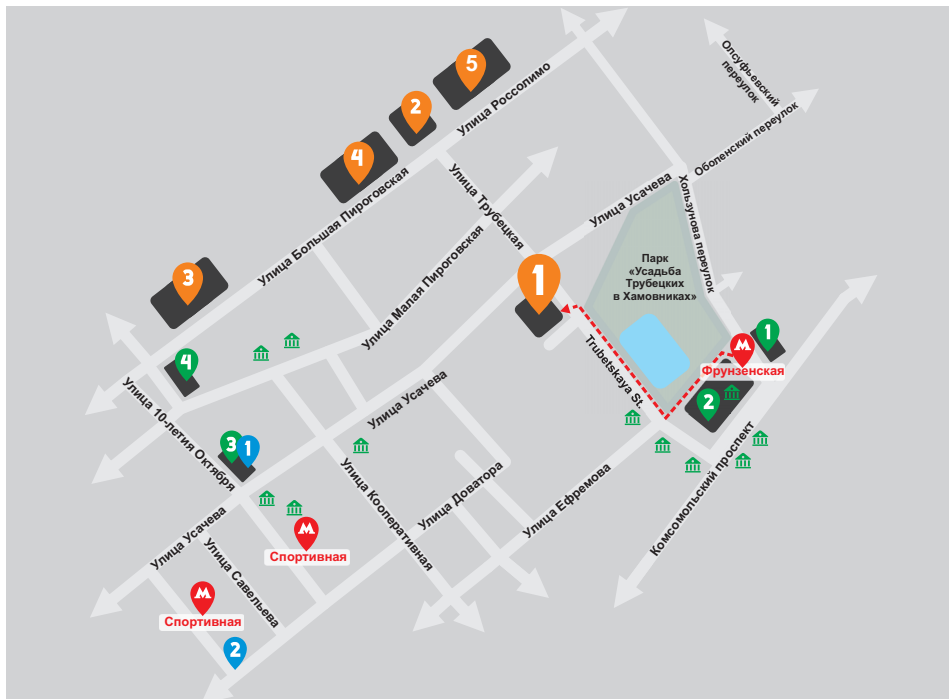 Олсуфьевский
переулок
5
2
Улица Россолимо
4
Оболенский переулок
Улица Большая Пироговская
Улица Трубецкая
Улица Усачева
Хользунова переулок
Улица Малая Пироговская
Парк
«Усадьба
Трубецких
в Хамовниках»
3
1
1
М
Фрунзенская
4
Trubetskaya St.
2
Улица Усачева
Улица 10-летия Октября
3
1
Улица Кооперативная
Улица Доватора
Улица Ефремова
Комсомольский проспект
Улица Усачева
М
Спортивная
Улица Савельева
М
Спортивная
2